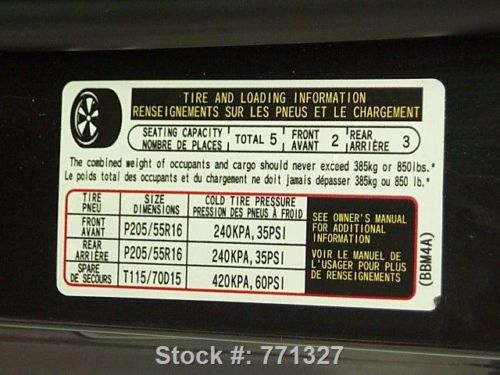 TIRE AND LOADING INFORMATION
RENSEIGNEMENTS SUR LES PNEUS ET LE CHARGEMENT
SEATING CAPACITY TOTAL 5 FRONT 2 REAR 3
NOMBRE DE PLACES AVANT ARRIÈRE
The combined weight of occupants and cargo should never exceed 385kg or 850lbs.*
Le poids total des occupants et du chargement ne doit jamais dépasser 385kg ou 850 lb.*
TIRE SIZE COLD TIRE PRESSURE
PNEU DIMENSIONS PRESSION DES PNEUS À FROID
FRONT
AVANT P205/55R16 240KPA, 35PSI
REAR
ARRIÈRE P205/55R16 240KPA, 35PSI
SPARE
DE SECOURS T115/70D15 420KPA, 60PSI
SEE OWNER'S MANUAL
FOR ADDITIONAL
INFORMATION
VOIR LE MANUEL DE
L'USAGER POUR PLUS
DE RENSEIGNEMENTS
(BBM4A)
Stock #: 771327